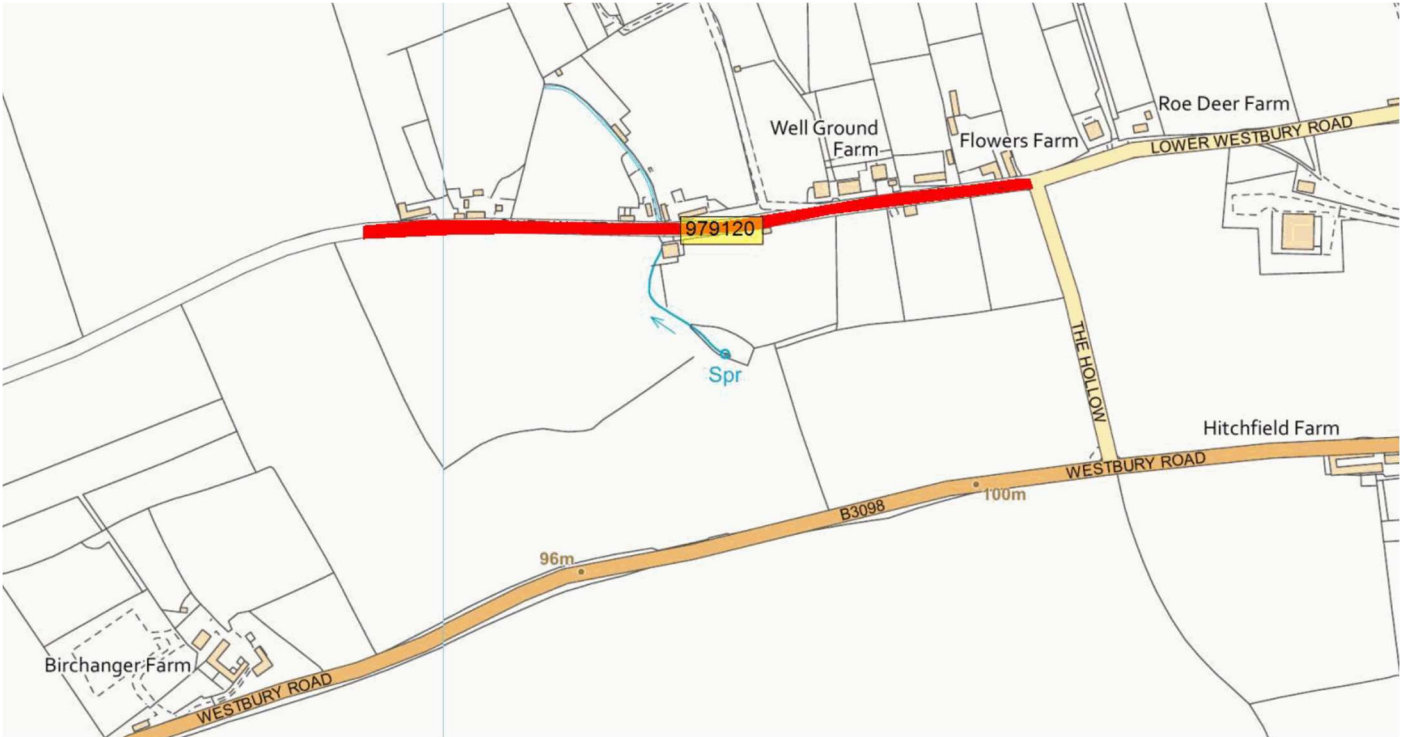 Roe Deer Farm
Well Ground
Farm
Flowers Farm
LOWER WESTBURY ROAD
979120
Spr
THE HOLLOW
Hitchfield Farm
WESTBURY ROAD
100m
B3098
96m
Birchanger Farm
WESTBURY ROAD